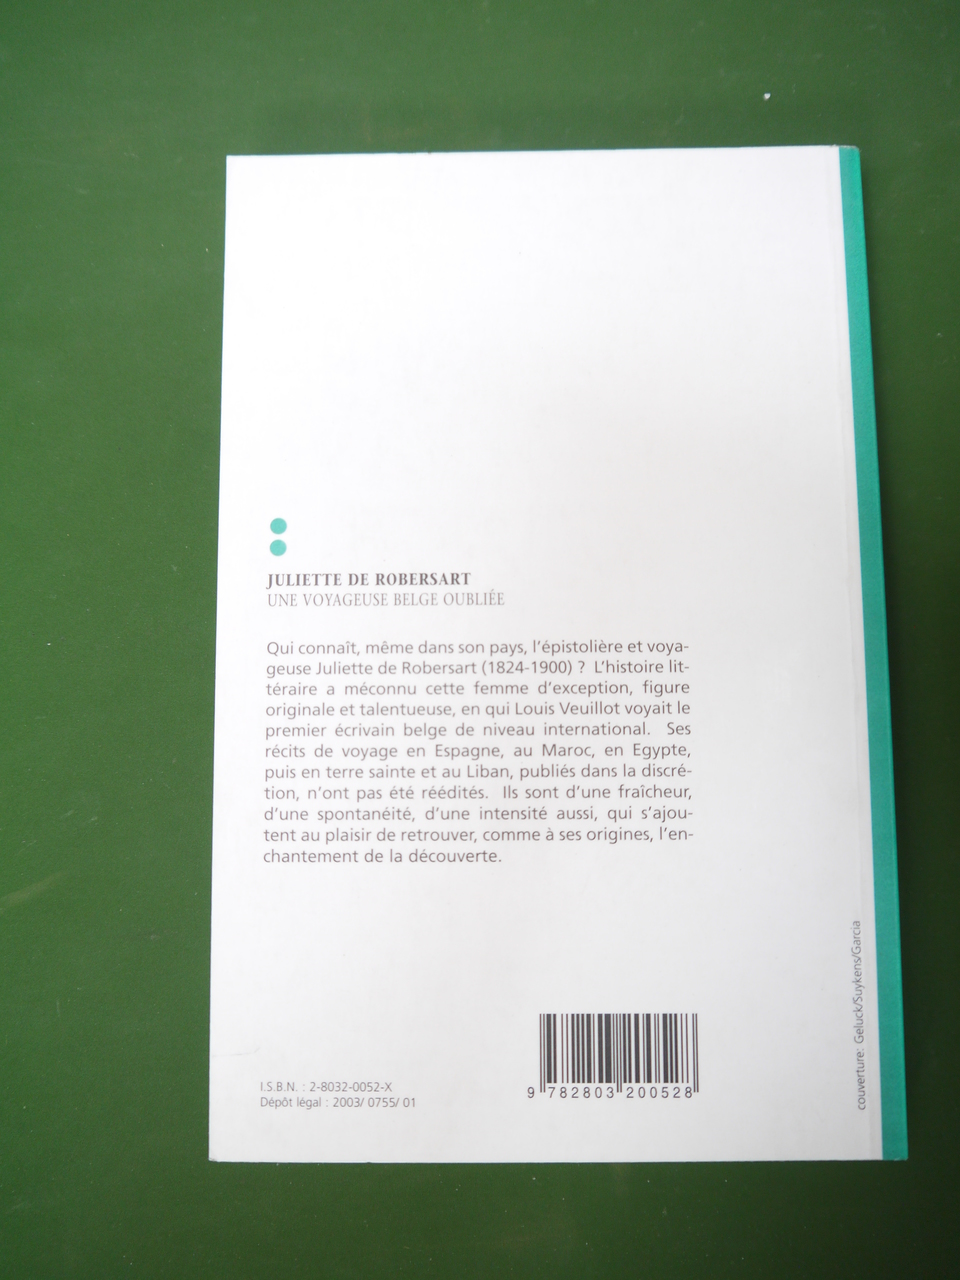 JULIETTE DE ROBERSART
UNE VOYAGEUSE BELGE OUBLIÉE
Qui connaît, même dans son pays, l'épistolière et voya-
geuse Juliette de Robersart (1824-1900) ? L'histoire lit-
téraire a méconnu cette femme d'exception, figure
originale et talentueuse, en qui Louis Veuillot voyait le
premier écrivain belge de niveau international. Ses
récits de voyage en Espagne, au Maroc, en Egypte,
puis en terre sainte et au Liban, publiés dans la discré-
tion, n'ont pas été réédités. Ils sont d'une fraîcheur,
d'une spontanéité, d'une intensité aussi, qui s'ajou-
tent au plaisir de retrouver, comme à ses origines, l'en-
chantement de la découverte.
couverture: Geluck/Suykens/Garcia
I.S.B.N. : 2-8032-0052-X
Dépôt légal : 2003/ 0755/ 01
9 782803 200528